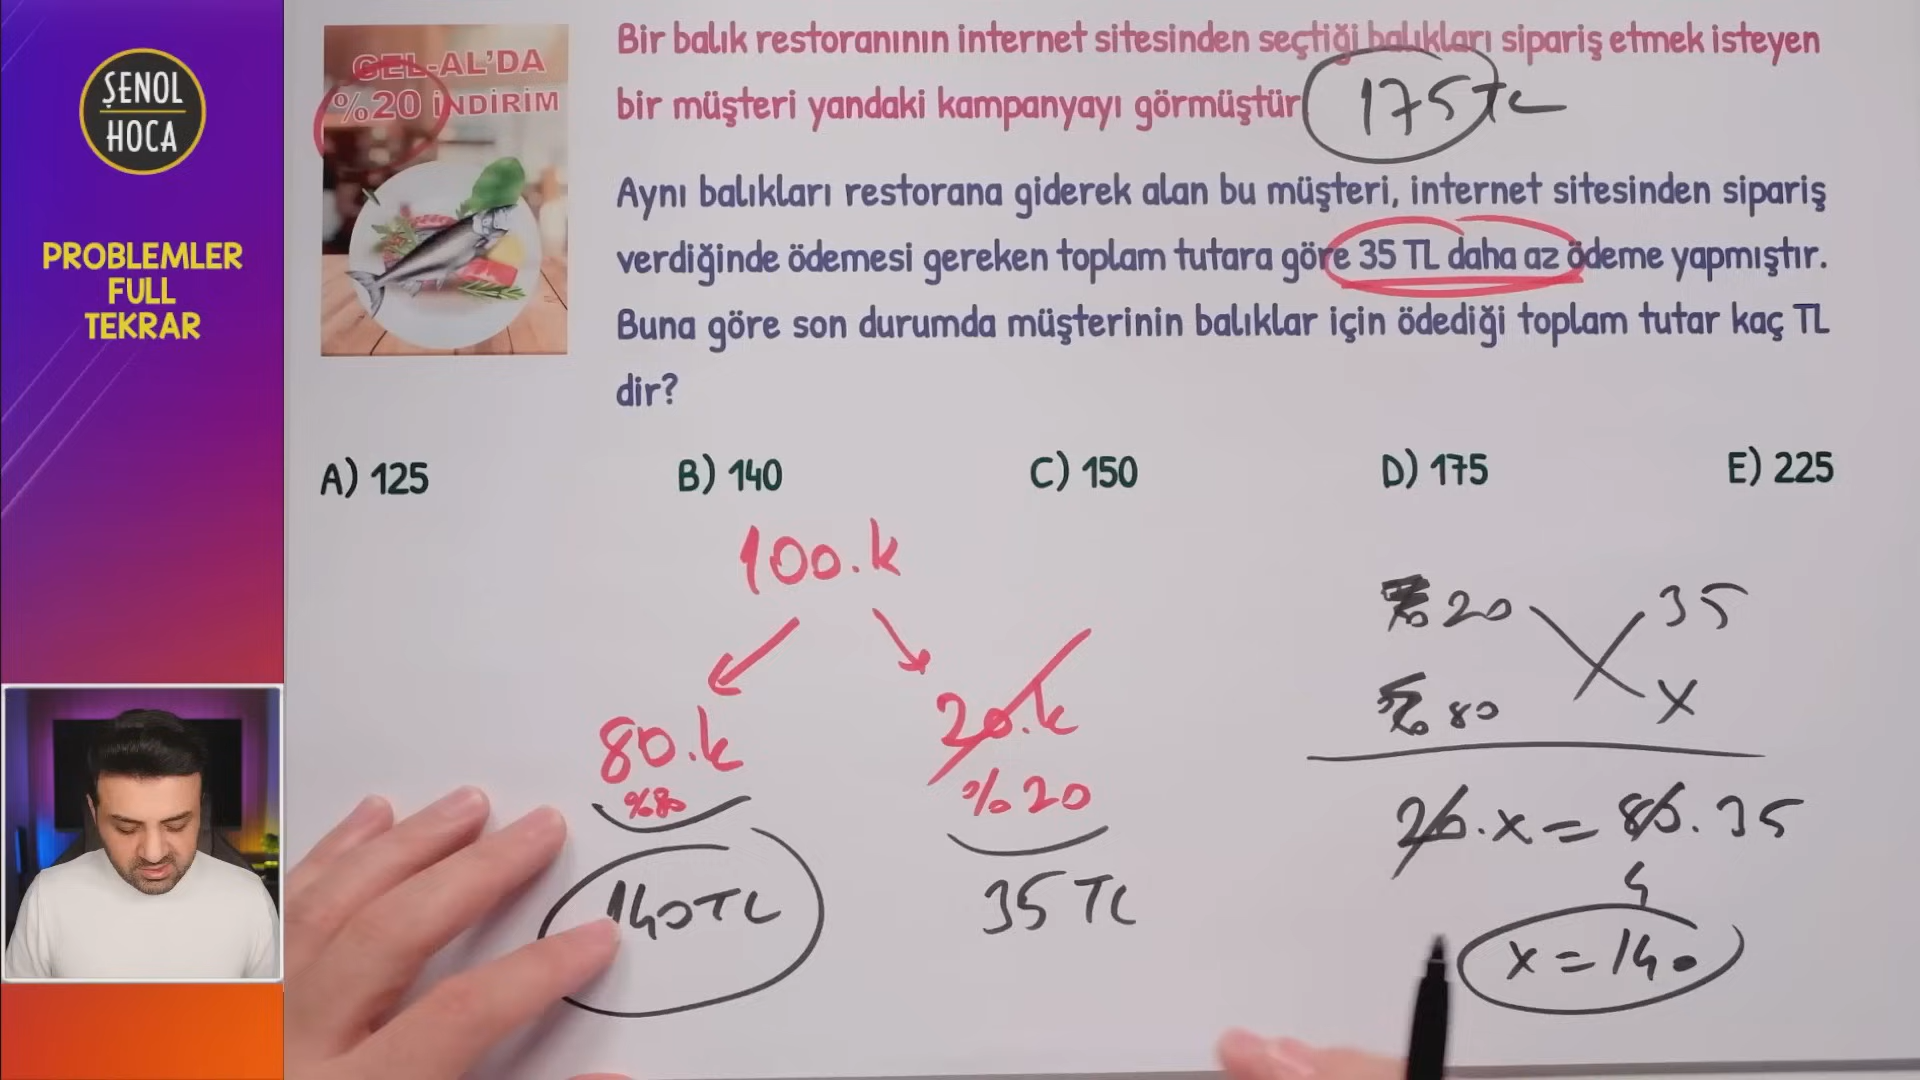 ŞENOL
HOCA
PROBLEMLER
FULL
TEKRAR
GEL-AL'DA
%20 İNDİRİM
Bir balık restoranının internet sitesinden seçtiği balıkları sipariş etmek isteyen
bir müşteri yandaki kampanyayı görmüştür
175 TL
Aynı balıkları restorana giderek alan bu müşteri, internet sitesinden sipariş
verdiğinde ödemesi gereken toplam tutara göre 35 TL daha az ödeme yapmıştır.
Buna göre son durumda müşterinin balıklar için ödediği toplam tutar kaç TL
dir?
A) 125 B) 140 C) 150 D) 175 E) 225
100.k
80.k 20.k
%80 %20
140 TL 35 TL
%20 35
%80 x
20.x = 80.35
4
x = 140